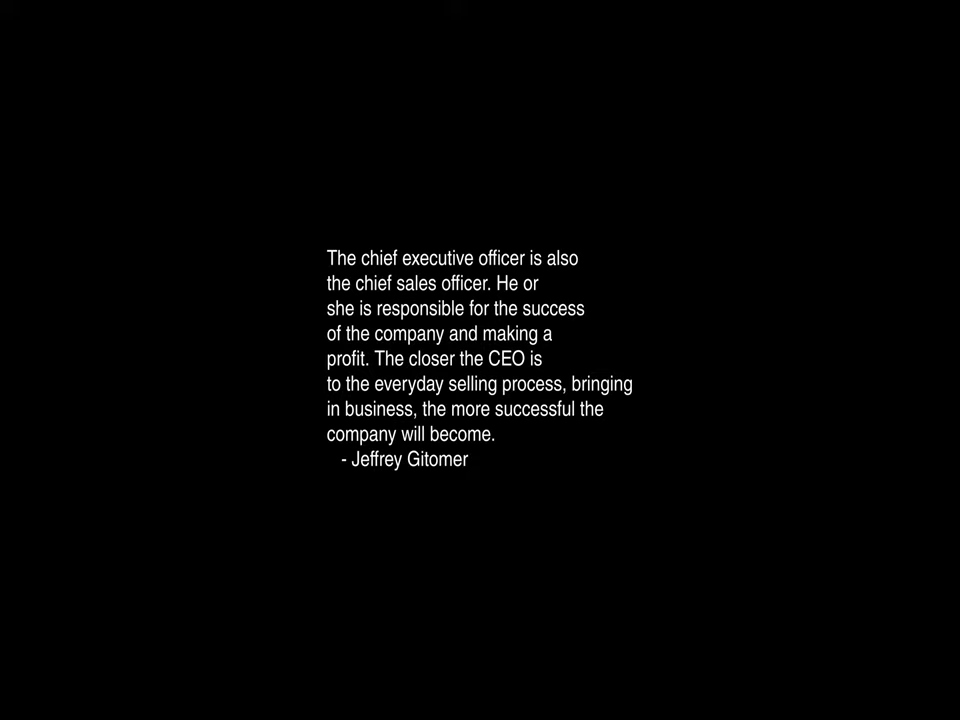 The chief executive officer is also
the chief sales officer. He or
she is responsible for the success
of the company and making a
profit. The closer the CEO is
to the everyday selling process, bringing
in business, the more successful the
company will become.
- Jeffrey Gitomer